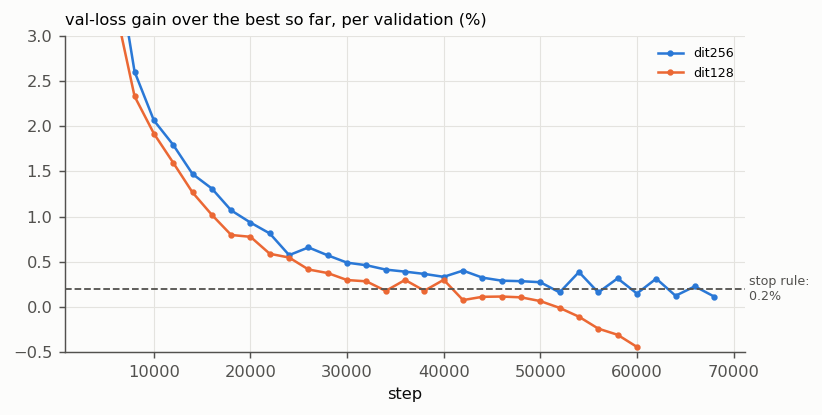 val-loss gain over the best so far, per validation (%)
3.0
2.5
2.0
1.5
1.0
0.5
0.0
−0.5
dit256
dit128
stop rule:
0.2%
10000 20000 30000 40000 50000 60000 70000
step